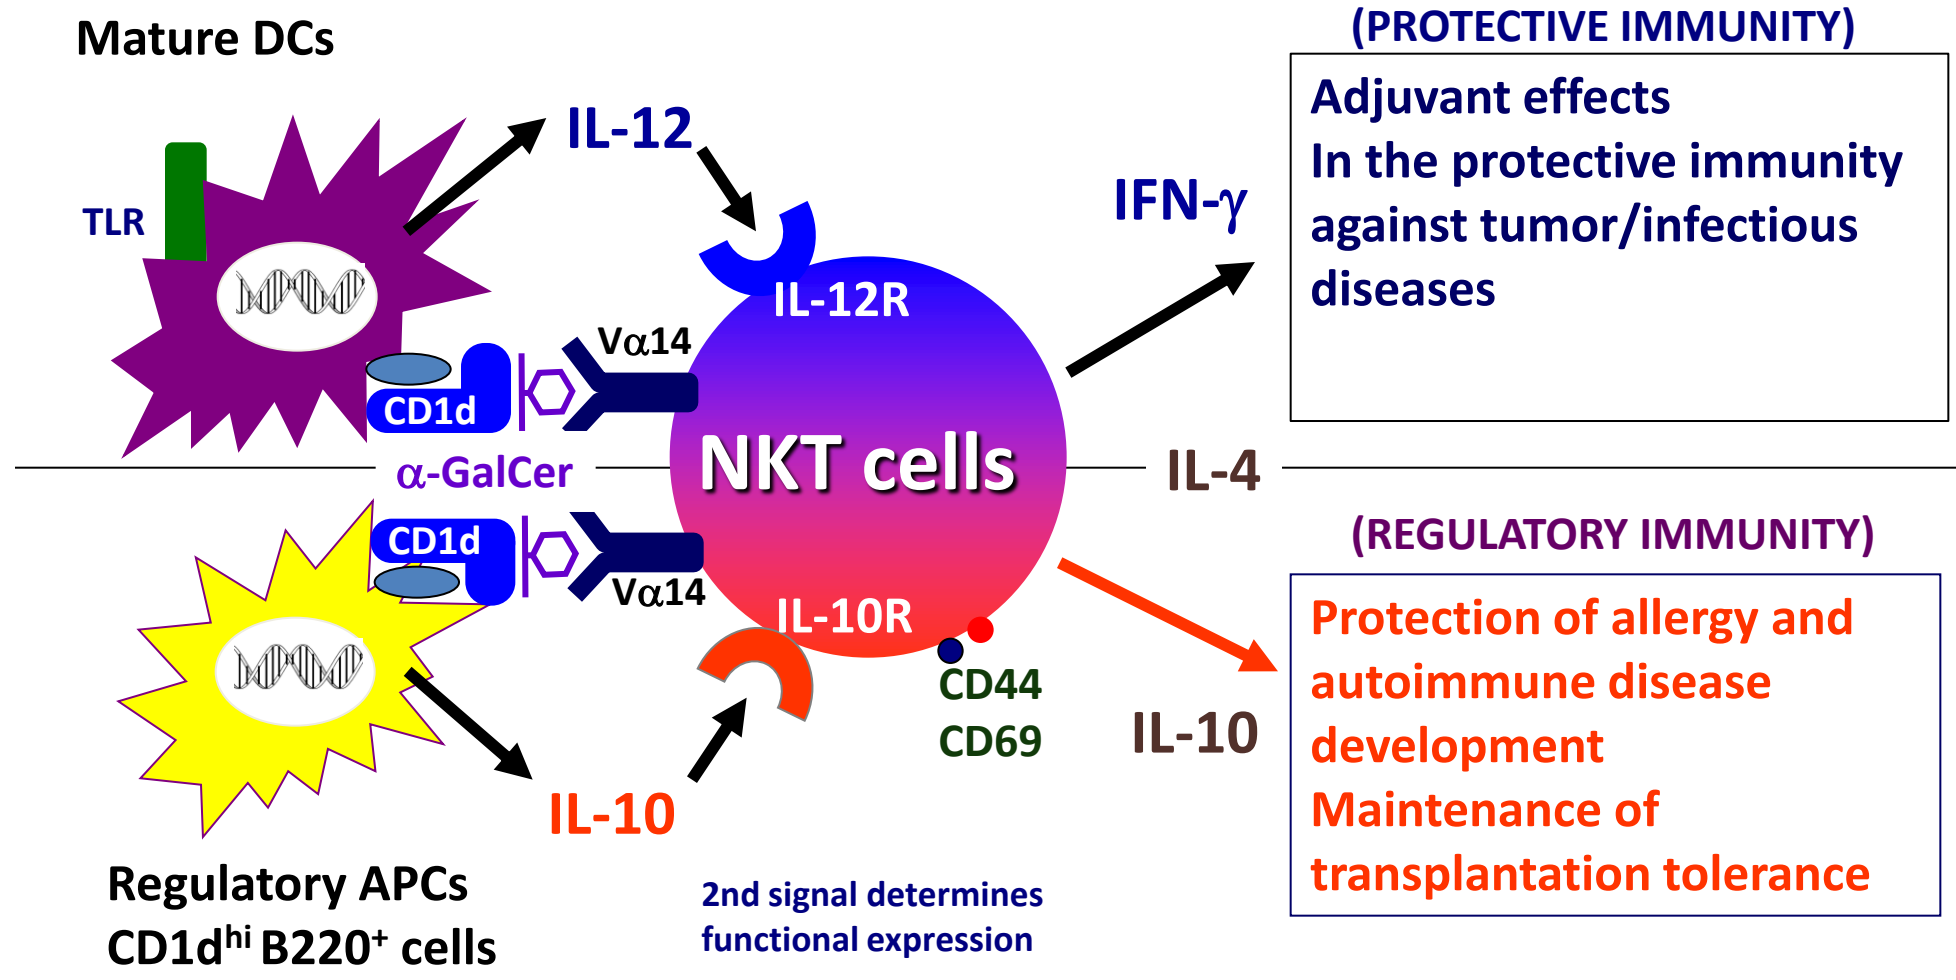 Mature DCs
(PROTECTIVE IMMUNITY)
Adjuvant effects
In the protective immunity
against tumor/infectious
diseases
IL-12
TLR
IFN-γ
IL-12R
Vα14
CD1d
NKT cells
α-GalCer
IL-4
CD1d
Vα14
(REGULATORY IMMUNITY)
IL-10R
Protection of allergy and
autoimmune disease
development
Maintenance of
transplantation tolerance
CD44
CD69
IL-10
IL-10
Regulatory APCs
CD1dʰⁱ B220⁺ cells
2nd signal determines
functional expression